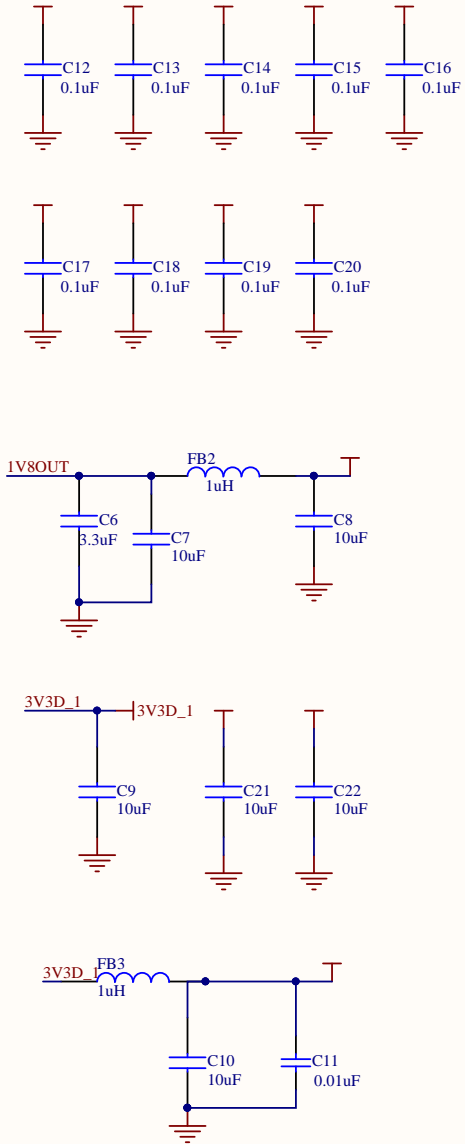 C12 C13 C14 C15 C16
0.1uF 0.1uF 0.1uF 0.1uF 0.1uF
C17 C18 C19 C20
0.1uF 0.1uF 0.1uF 0.1uF
FB2
1V8OUT
1uH
C6 C8
3.3uF C7 10uF
10uF
3V3D_1 3V3D_1
C9 C21 C22
10uF 10uF 10uF
FB3
3V3D_1
1uH
C10 C11
10uF 0.01uF